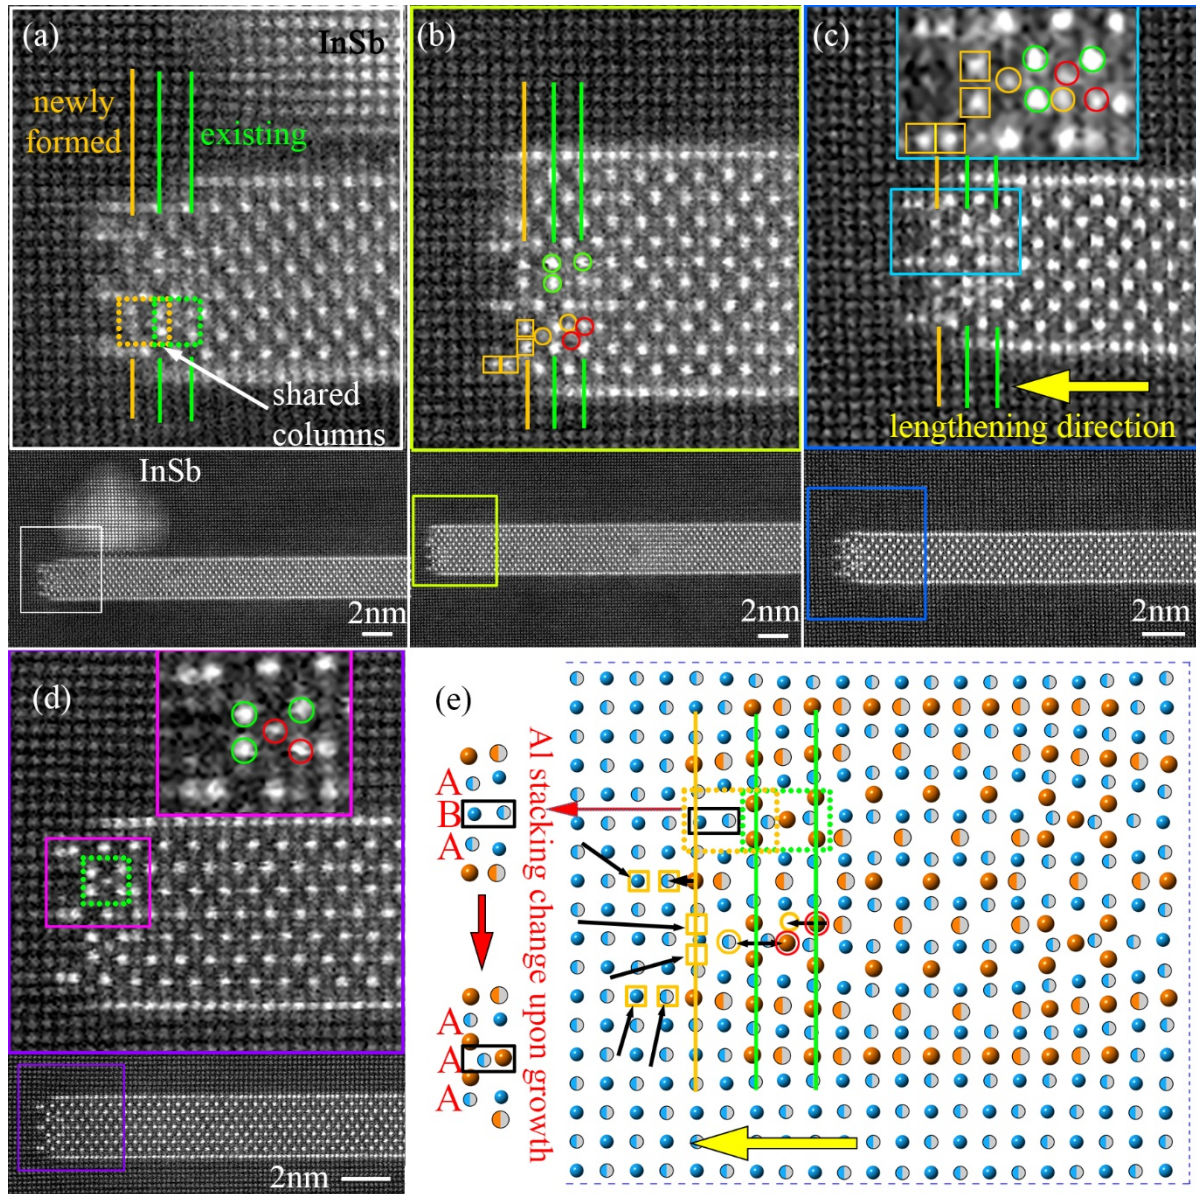 (a)
InSb
newly
formed
existing
shared
columns
InSb
2nm
(b)
2nm
(c)
lengthening direction
2nm
(d)
2nm
(e)
A
B
A
A
A
A
Al stacking change upon growth